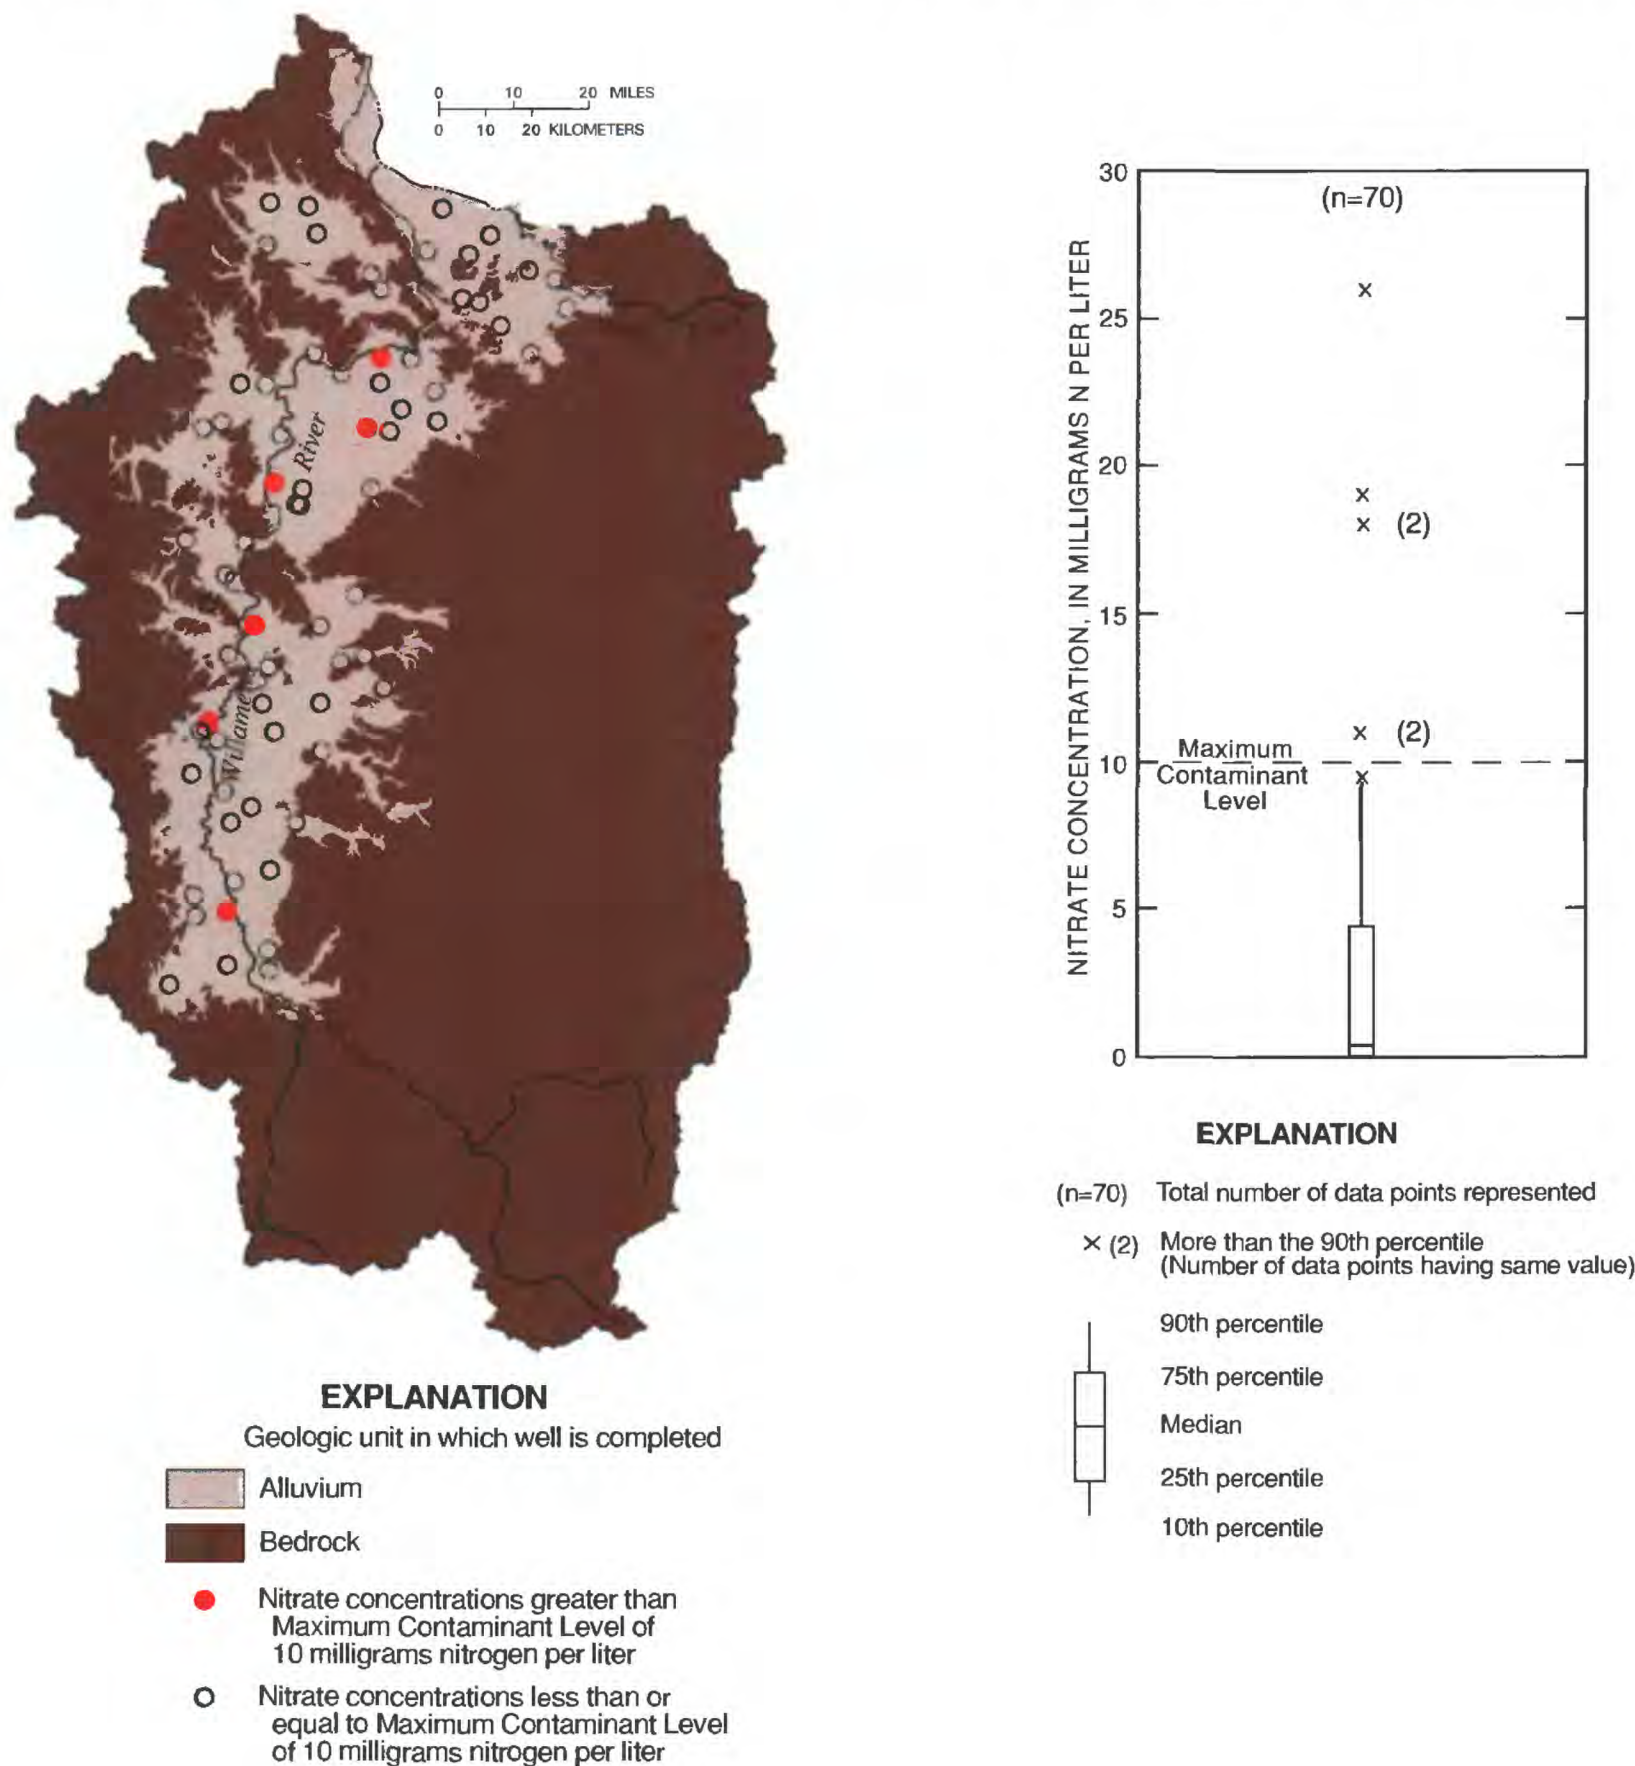 0 10 20 MILES
0 10 20 KILOMETERS
River
Willamette
EXPLANATION
Geologic unit in which well is completed
Alluvium
Bedrock
Nitrate concentrations greater than
Maximum Contaminant Level of
10 milligrams nitrogen per liter
Nitrate concentrations less than or
equal to Maximum Contaminant Level
of 10 milligrams nitrogen per liter
NITRATE CONCENTRATION, IN MILLIGRAMS N PER LITER
30
25
20
15
10
5
0
(n=70)
(2)
(2)
Maximum
Contaminant
Level
EXPLANATION
(n=70) Total number of data points represented
× (2) More than the 90th percentile
(Number of data points having same value)
90th percentile
75th percentile
Median
25th percentile
10th percentile